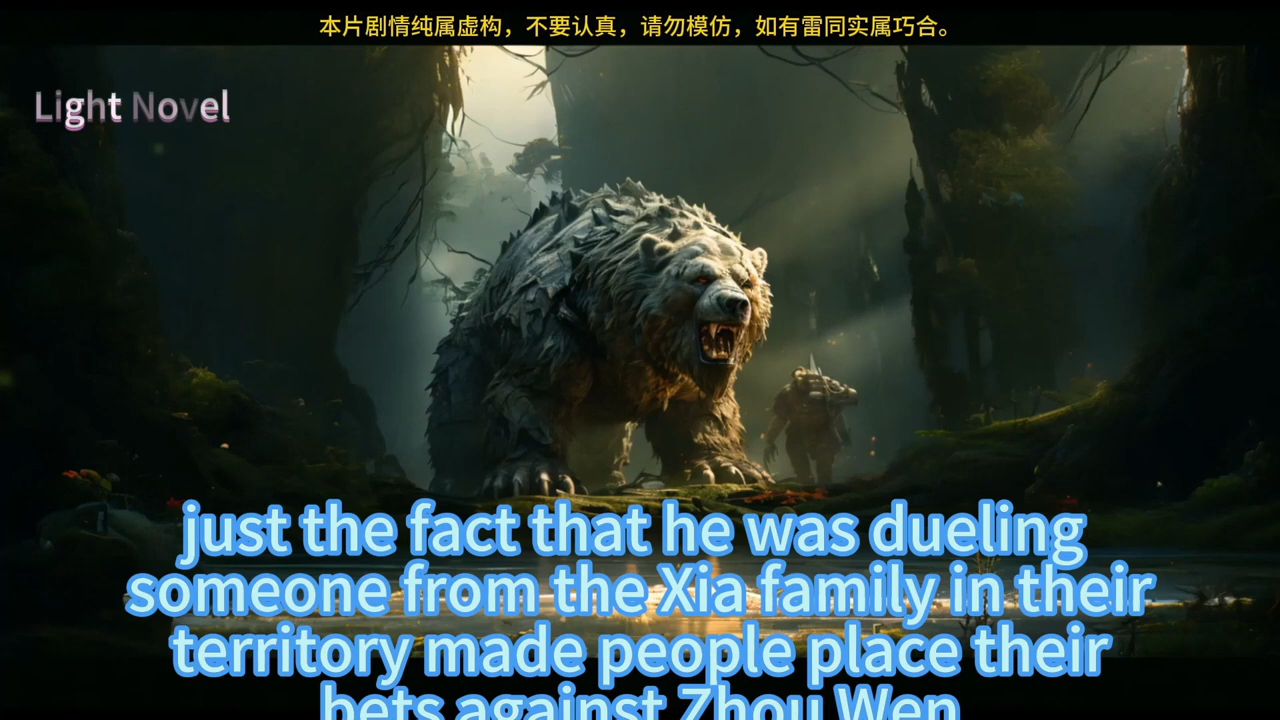 本片剧情纯属虚构，不要认真，请勿模仿，如有雷同实属巧合。
Light Novel
just the fact that he was dueling
someone from the Xia family in their
territory made people place their
bets against Zhou Wen